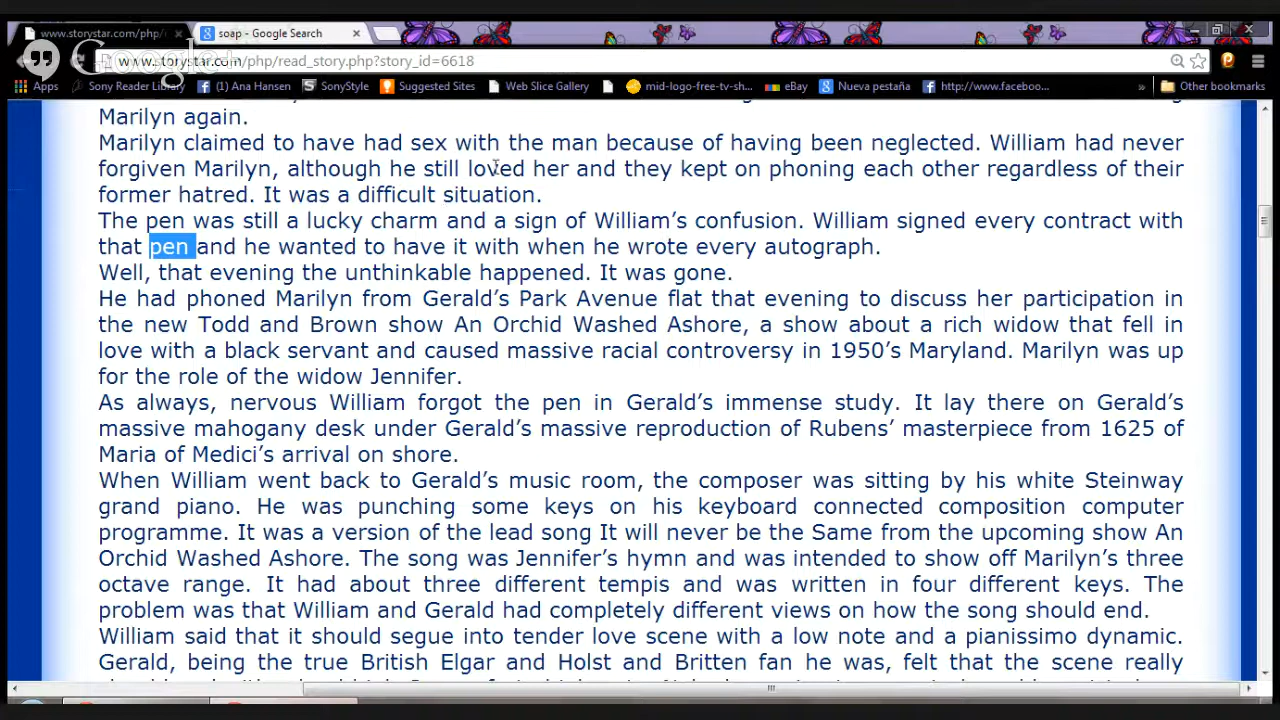 www.storystar.com/php/
soap - Google Search
Google+
www.storystar.com/php/read_story.php?story_id=6618
Apps
Sony Reader Library
(1) Ana Hansen
SonyStyle
Suggested Sites
Web Slice Gallery
mid-logo-free-tv-sh...
eBay
Nueva pestaña
http://www.faceboo...
»
Other bookmarks
Marilyn again.
Marilyn claimed to have had sex with the man because of having been neglected. William had never
forgiven Marilyn, although he still loved her and they kept on phoning each other regardless of their
former hatred. It was a difficult situation.
The pen was still a lucky charm and a sign of William’s confusion. William signed every contract with
that pen and he wanted to have it with when he wrote every autograph.
Well, that evening the unthinkable happened. It was gone.
He had phoned Marilyn from Gerald’s Park Avenue flat that evening to discuss her participation in
the new Todd and Brown show An Orchid Washed Ashore, a show about a rich widow that fell in
love with a black servant and caused massive racial controversy in 1950’s Maryland. Marilyn was up
for the role of the widow Jennifer.
As always, nervous William forgot the pen in Gerald’s immense study. It lay there on Gerald’s
massive mahogany desk under Gerald’s massive reproduction of Rubens’ masterpiece from 1625 of
Maria of Medici’s arrival on shore.
When William went back to Gerald’s music room, the composer was sitting by his white Steinway
grand piano. He was punching some keys on his keyboard connected composition computer
programme. It was a version of the lead song It will never be the Same from the upcoming show An
Orchid Washed Ashore. The song was Jennifer’s hymn and was intended to show off Marilyn’s three
octave range. It had about three different tempis and was written in four different keys. The
problem was that William and Gerald had completely different views on how the song should end.
William said that it should segue into tender love scene with a low note and a pianissimo dynamic.
Gerald, being the true British Elgar and Holst and Britten fan he was, felt that the scene really